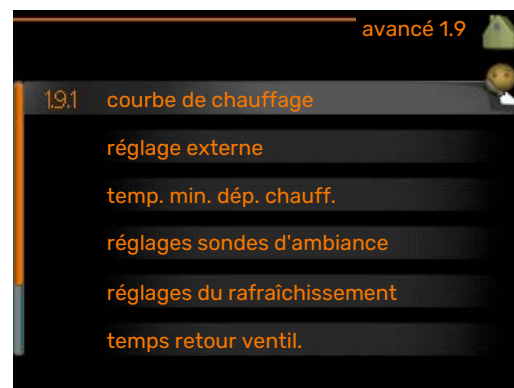 avancé 1.9
1.9.1 courbe de chauffage
réglage externe
temp. min. dép. chauff.
réglages sondes d'ambiance
réglages du rafraîchissement
temps retour ventil.